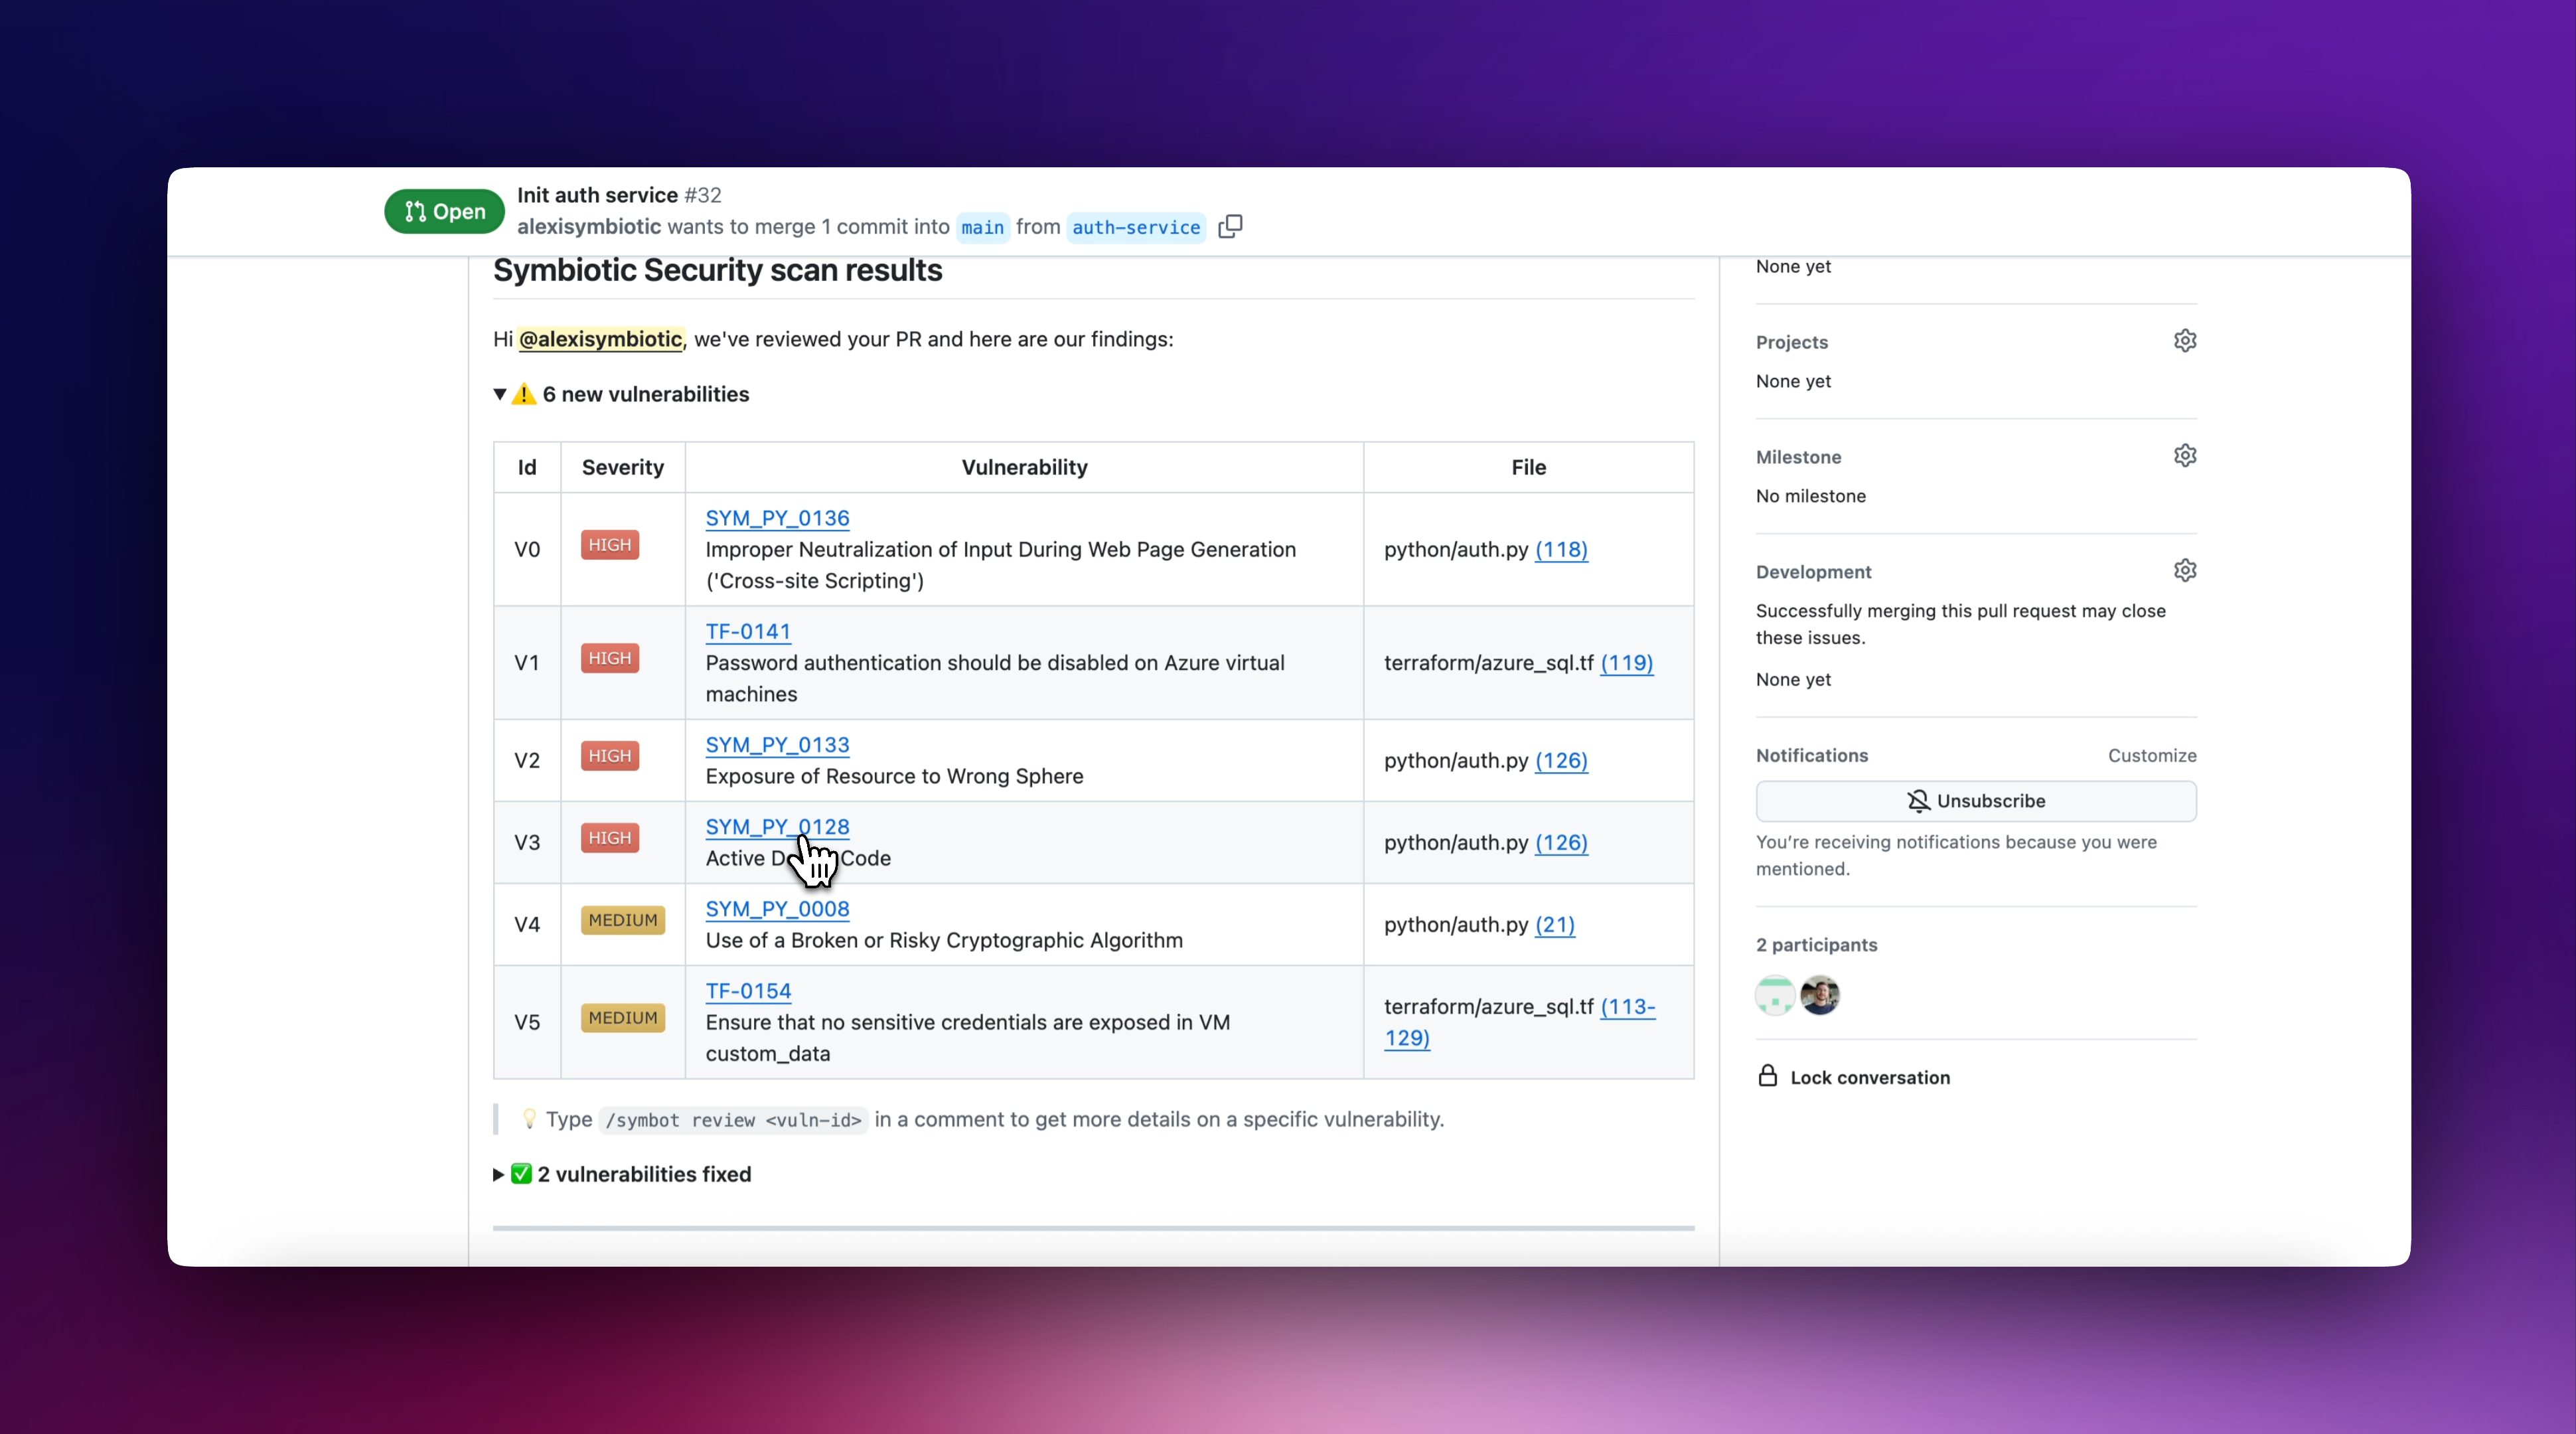 Open
Init auth service #32
alexisymbiotic wants to merge 1 commit into main from auth-service
Symbiotic Security scan results
Hi @alexisymbiotic, we've reviewed your PR and here are our findings:
6 new vulnerabilities
Id Severity Vulnerability File
V0 HIGH SYM_PY_0136
Improper Neutralization of Input During Web Page Generation
('Cross-site Scripting')
python/auth.py (118)
V1 HIGH TF-0141
Password authentication should be disabled on Azure virtual
machines
terraform/azure_sql.tf (119)
V2 HIGH SYM_PY_0133
Exposure of Resource to Wrong Sphere
python/auth.py (126)
V3 HIGH SYM_PY_0128
Active Code
python/auth.py (126)
V4 MEDIUM SYM_PY_0008
Use of a Broken or Risky Cryptographic Algorithm
python/auth.py (21)
V5 MEDIUM TF-0154
Ensure that no sensitive credentials are exposed in VM
custom_data
terraform/azure_sql.tf (113-
129)
Type /symbot review <vuln-id> in a comment to get more details on a specific vulnerability.
2 vulnerabilities fixed
None yet
Projects
None yet
Milestone
No milestone
Development
Successfully merging this pull request may close
these issues.
None yet
Notifications Customize
Unsubscribe
You're receiving notifications because you were
mentioned.
2 participants
Lock conversation